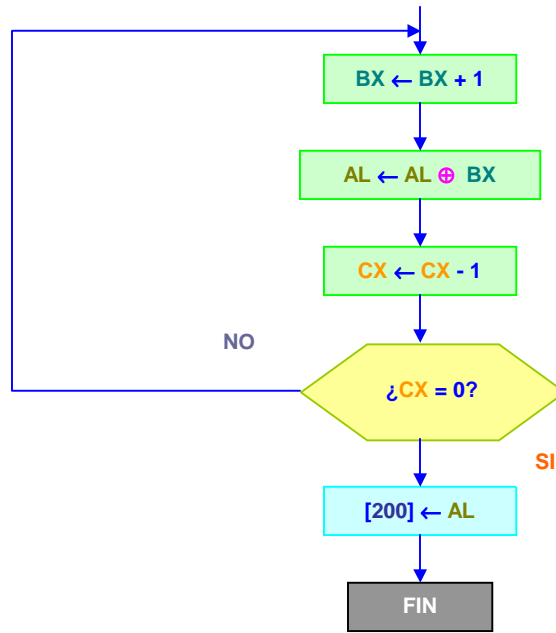 BX ← BX + 1
AL ← AL ⊕ BX
CX ← CX - 1
NO
¿CX = 0?
SI
[200] ← AL
FIN